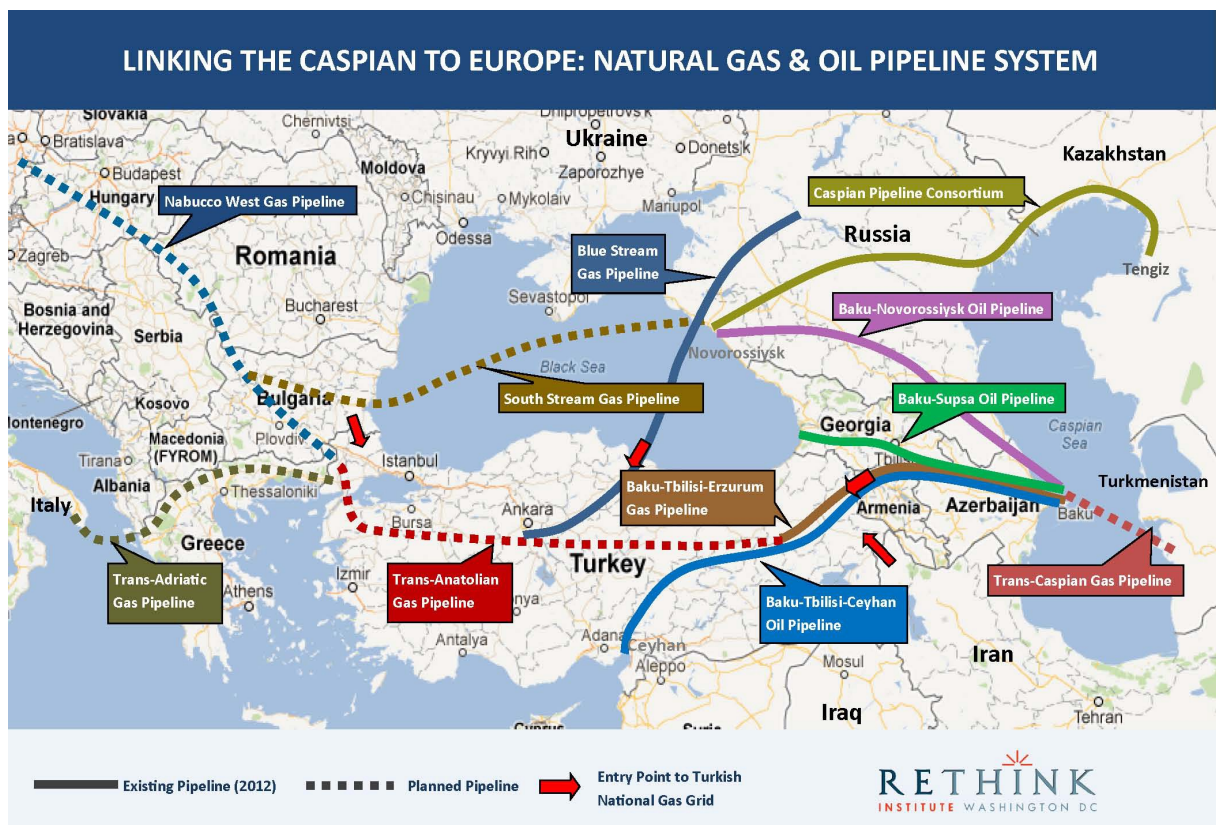 LINKING THE CASPIAN TO EUROPE: NATURAL GAS & OIL PIPELINE SYSTEM
Slovakia
Chernivtsi
Ukraine
Donets'k
Bratislava
Kryvyi Rih
Kazakhstan
Budapest
Moldova
Zaporozhye
Hungary
Nabucco West Gas Pipeline
Chisinau
Mykolaiv
Mariupol
Caspian Pipeline Consortium
Zagreb
Romania
Odessa
Blue Stream
Gas Pipeline
Russia
Tengiz
Bosnia and
Herzegovina
Bucharest
Sevastopol
Baku-Novorossiysk Oil Pipeline
Serbia
Novorossiysk
Black Sea
Kosovo
Bulgaria
South Stream Gas Pipeline
Baku-Supsa Oil Pipeline
Montenegro
Plovdiv
Georgia
Caspian
Sea
Macedonia
(FYROM)
Tirana
Albania
Istanbul
Turkmenistan
Italy
Thessaloniki
Baku-Tbilisi-Erzurum
Gas Pipeline
Bursa
Ankara
Armenia
Azerbaijan
Baku
Greece
Turkey
Trans-Adriatic
Gas Pipeline
Athens
Izmir
Trans-Anatolian
Gas Pipeline
Trans-Caspian Gas Pipeline
Baku-Tbilisi-Ceyhan
Oil Pipeline
Antalya
Adana
Ceyhan
Aleppo
Mosul
Iran
Iraq
Tehran
Existing Pipeline (2012)
Planned Pipeline
Entry Point to Turkish
National Gas Grid
RETHINK
INSTITUTE WASHINGTON DC